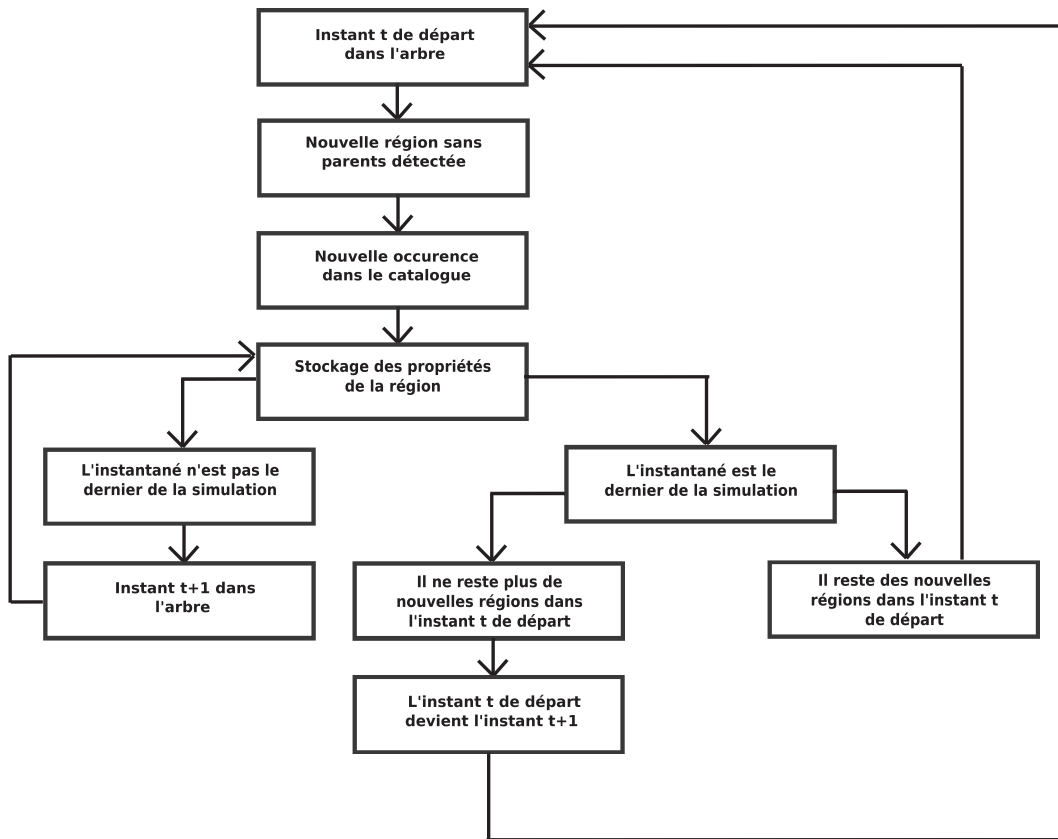 Instant t de départ
dans l'arbre
Nouvelle région sans
parents détectée
Nouvelle occurence
dans le catalogue
Stockage des propriétés
de la région
L'instantané n'est pas le
dernier de la simulation
L'instantané est le
dernier de la simulation
Instant t+1 dans
l'arbre
Il ne reste plus de
nouvelles régions dans
l'instant t de départ
Il reste des nouvelles
régions dans l'instant t
de départ
L'instant t de départ
devient l'instant t+1